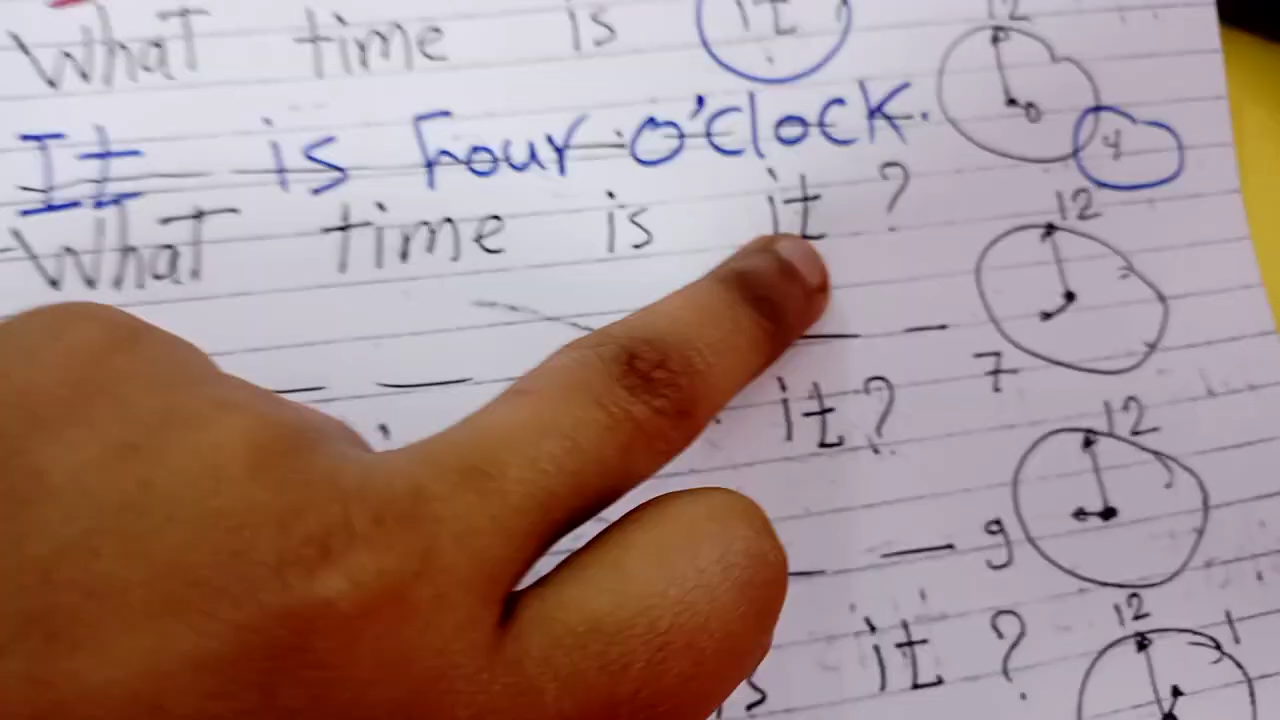 What time is it
12
It is Four O'Clock.
4
What time is it ?
12
7
it?
12
9
it ?
12
1